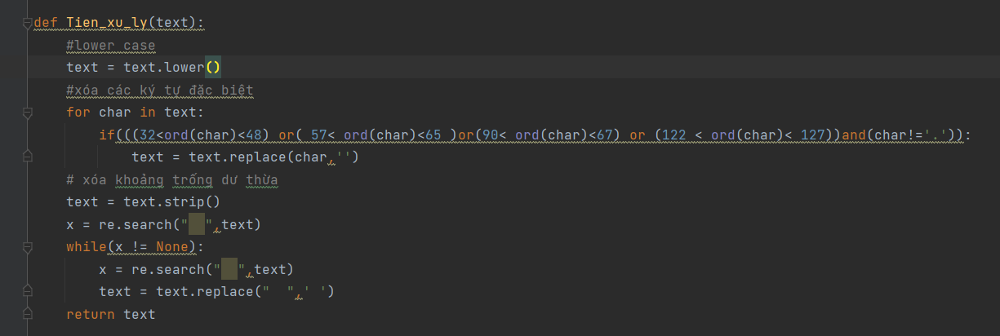 def Tien_xu_ly(text):
    #lower case
    text = text.lower()
    #xóa các ký tự đặc biệt
    for char in text:
        if(((32<ord(char)<48) or( 57< ord(char)<65 )or(90< ord(char)<67) or (122 < ord(char)< 127))and(char!='.')):
            text = text.replace(char,'')
    # xóa khoảng trống dư thừa
    text = text.strip()
    x = re.search("  ",text)
    while(x != None):
        x = re.search("  ",text)
        text = text.replace("  ",' ')
    return text